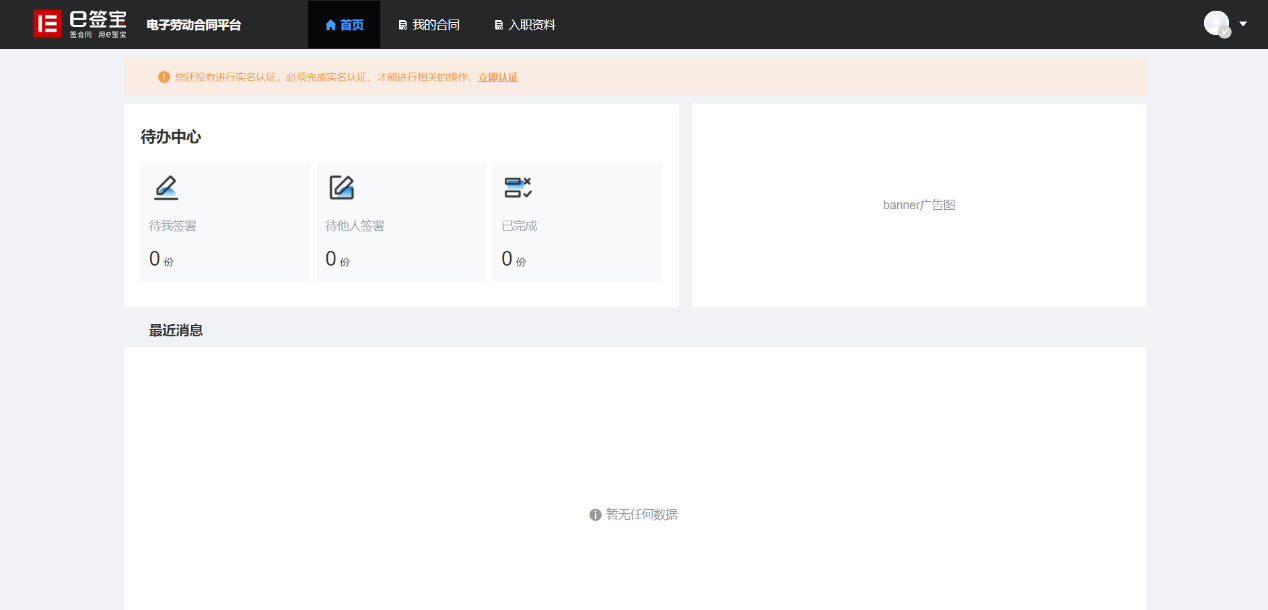 e签宝
签合同 · 用e签宝
电子劳动合同平台
首页
我的合同
入职资料
您还没有进行实名认证，必须完成实名认证，才能进行相关的操作，立即认证
待办中心
待我签署
0 份
待他人签署
0 份
已完成
0 份
banner广告图
最近消息
暂无任何数据